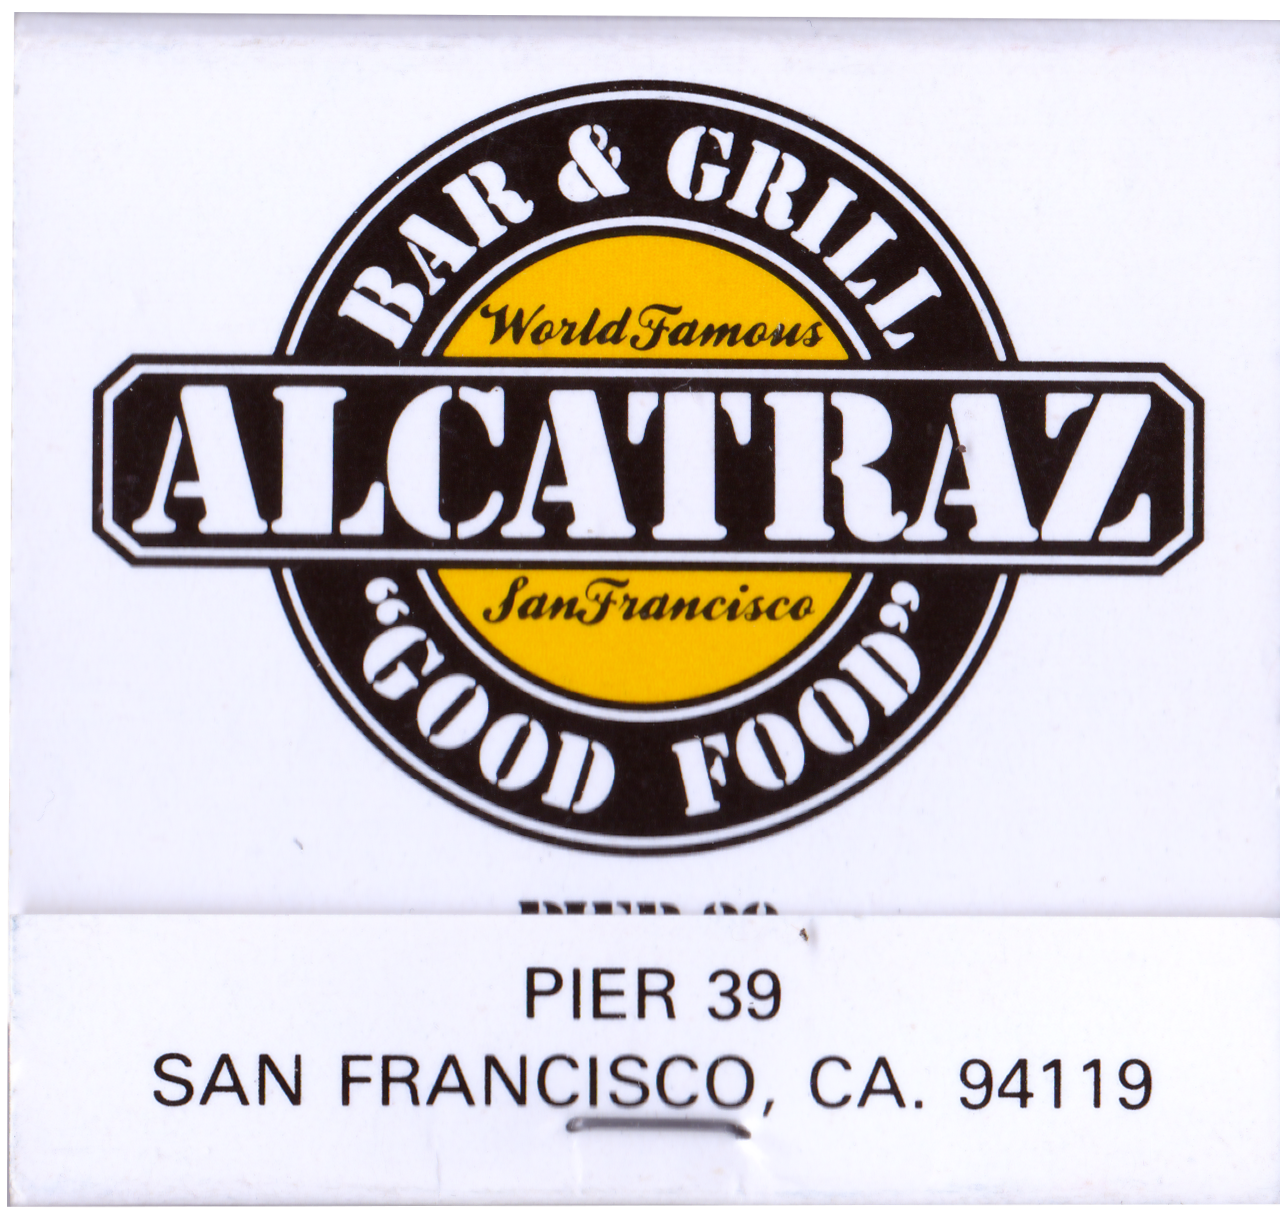 BAR & GRILL
World Famous
ALCATRAZ
San Francisco
“GOOD FOOD”
PIER 39
SAN FRANCISCO, CA. 94119